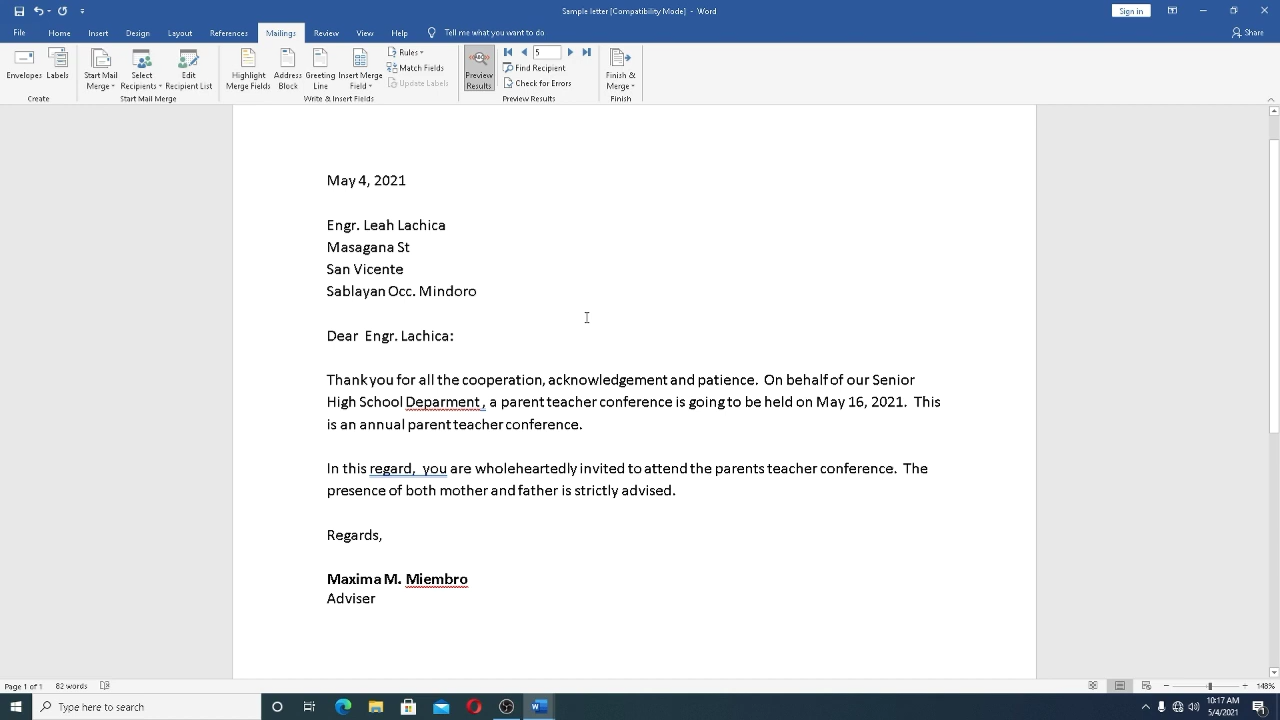 Sample letter [Compatibility Mode] - Word
Sign in
File Home Insert Design Layout References Mailings Review View Help Tell me what you want to do Share
Envelopes Labels
Create
Start Mail Merge Select Recipients Edit Recipient List
Start Mail Merge
Highlight Merge Fields Address Block Greeting Line Insert Merge Field
Rules
Match Fields
Update Labels
Write & Insert Fields
Preview Results
5
Find Recipient
Check for Errors
Preview Results
Finish & Merge
Finish
May 4, 2021
Engr. Leah Lachica
Masagana St
San Vicente
Sablayan Occ. Mindoro
Dear  Engr. Lachica:
Thank you for all the cooperation, acknowledgement and patience.  On behalf of our Senior
High School Deparment , a parent teacher conference is going to be held on May 16, 2021.  This
is an annual parent teacher conference.
In this regard,  you are wholeheartedly invited to attend the parents teacher conference.  The
presence of both mother and father is strictly advised.
Regards,
Maxima M. Miembro
Adviser
Page 1 of 1 82 words
148%
Type here to search
10:17 AM
5/4/2021